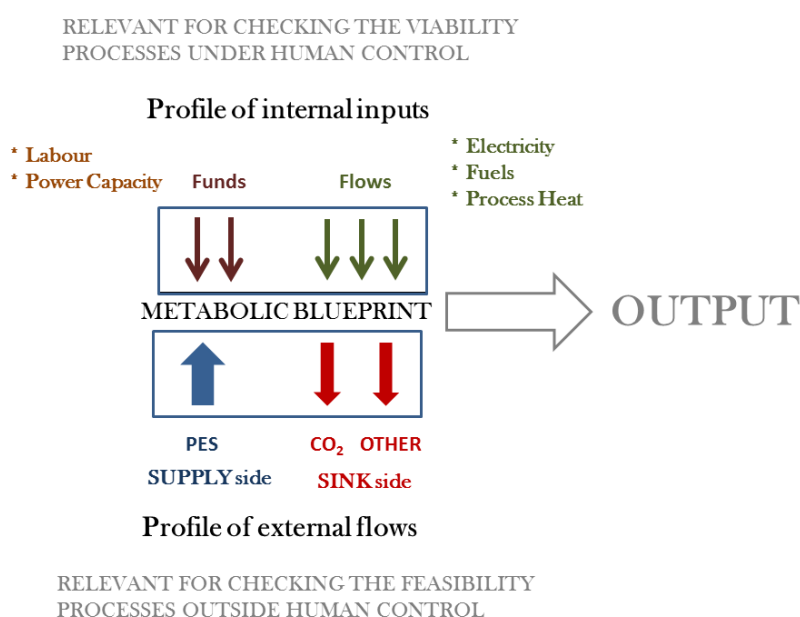 RELEVANT FOR CHECKING THE VIABILITY
PROCESSES UNDER HUMAN CONTROL
Profile of internal inputs
* Labour
* Power Capacity
Funds
Flows
* Electricity
* Fuels
* Process Heat
METABOLIC BLUEPRINT
OUTPUT
PES
CO₂
OTHER
SUPPLY side
SINK side
Profile of external flows
RELEVANT FOR CHECKING THE FEASIBILITY
PROCESSES OUTSIDE HUMAN CONTROL